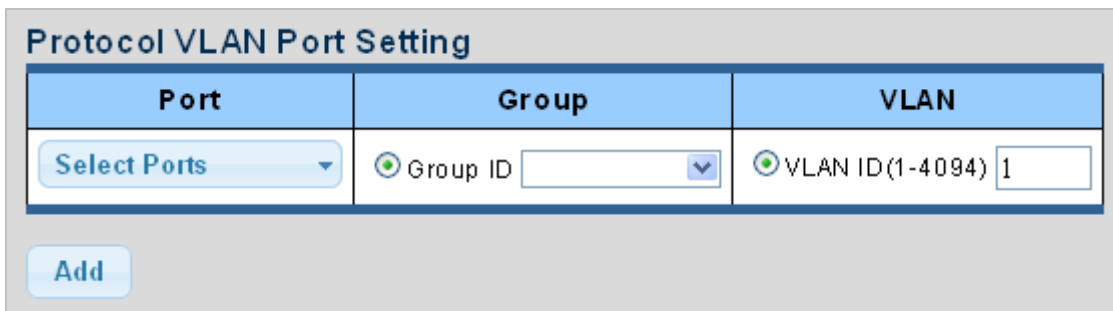 Protocol VLAN Port Setting
Port Group VLAN
Select Ports Group ID VLAN ID(1-4094) 1
Add